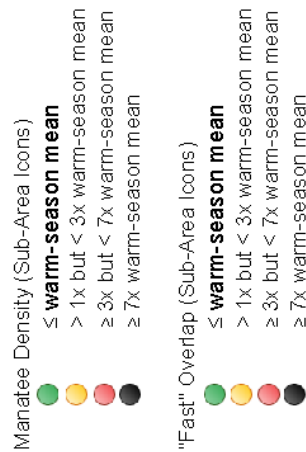 Manatee Density (Sub-Area Icons)
≤ warm-season mean
> 1x but < 3x warm-season mean
≥ 3x but < 7x warm-season mean
≥ 7x warm-season mean
"Fast" Overlap (Sub-Area Icons)
≤ warm-season mean
> 1x but < 3x warm-season mean
≥ 3x but < 7x warm-season mean
≥ 7x warm-season mean